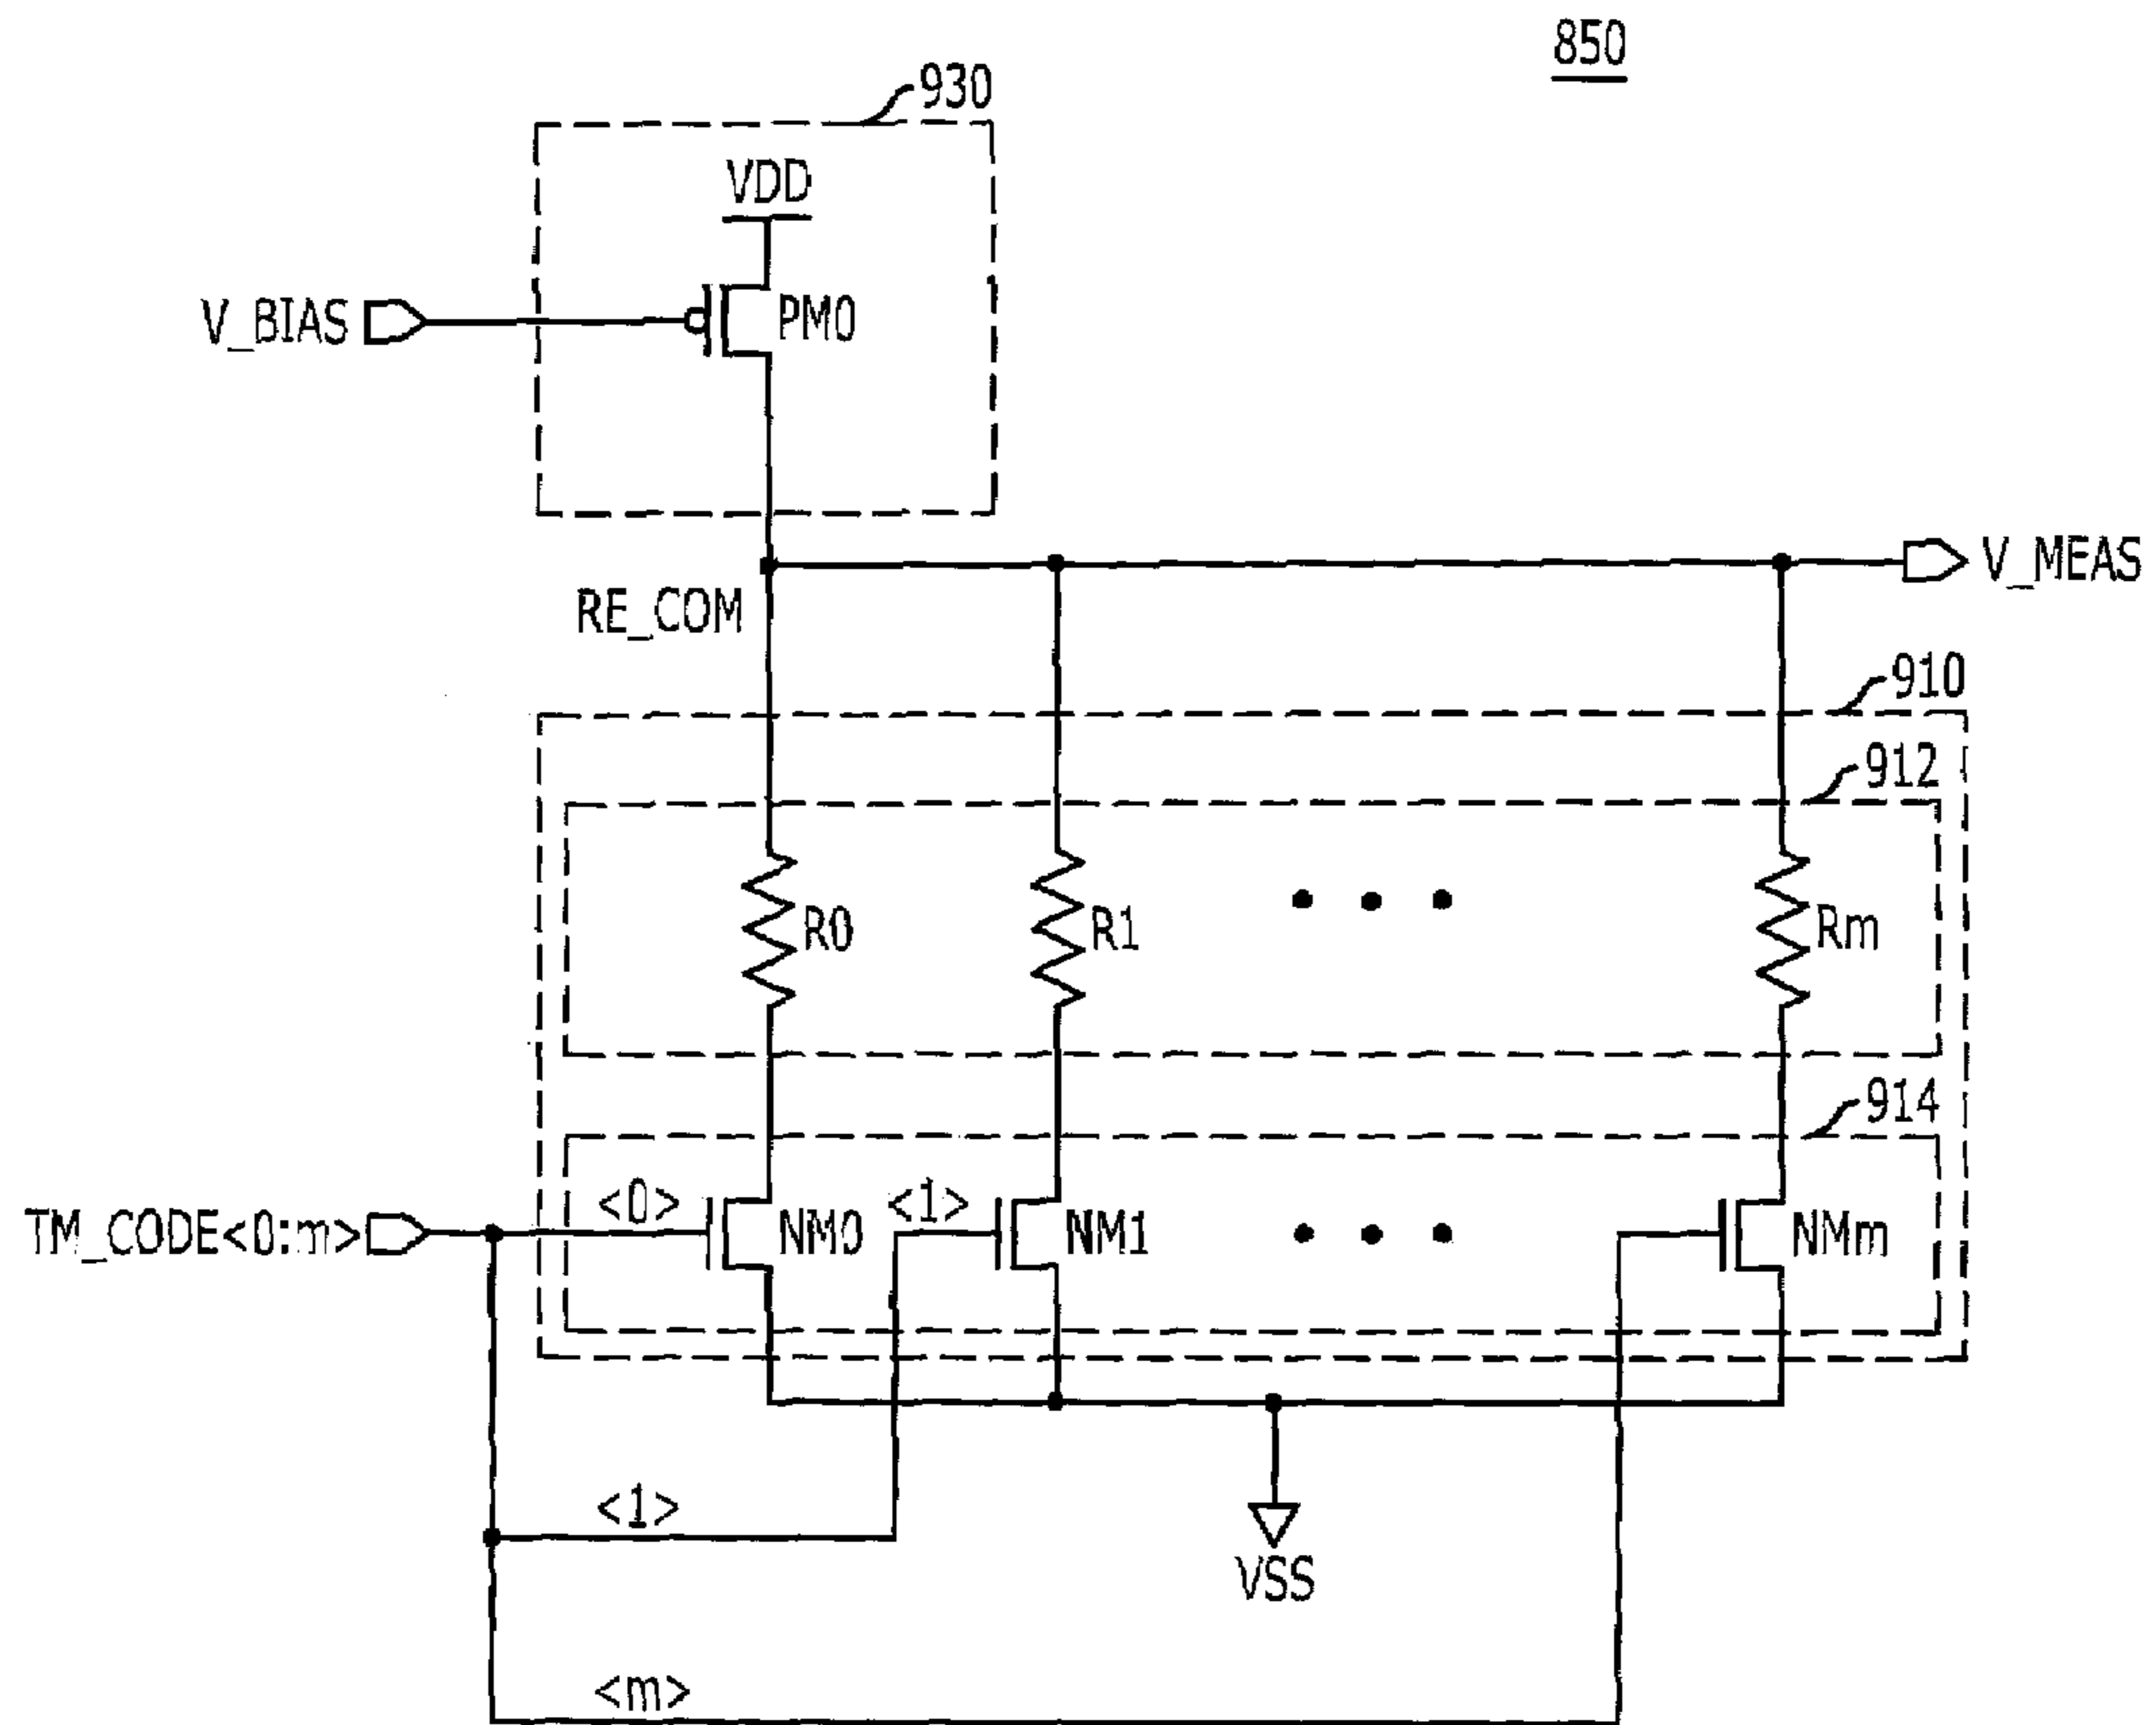 850
930
VDD
V_BIAS
PM0
V_MEAS
RE_COM
910
912
R0
R1
Rm
914
TM_CODE<0:m>
<0>
NM0
<1>
NM1
NMm
<1>
VSS
<m>